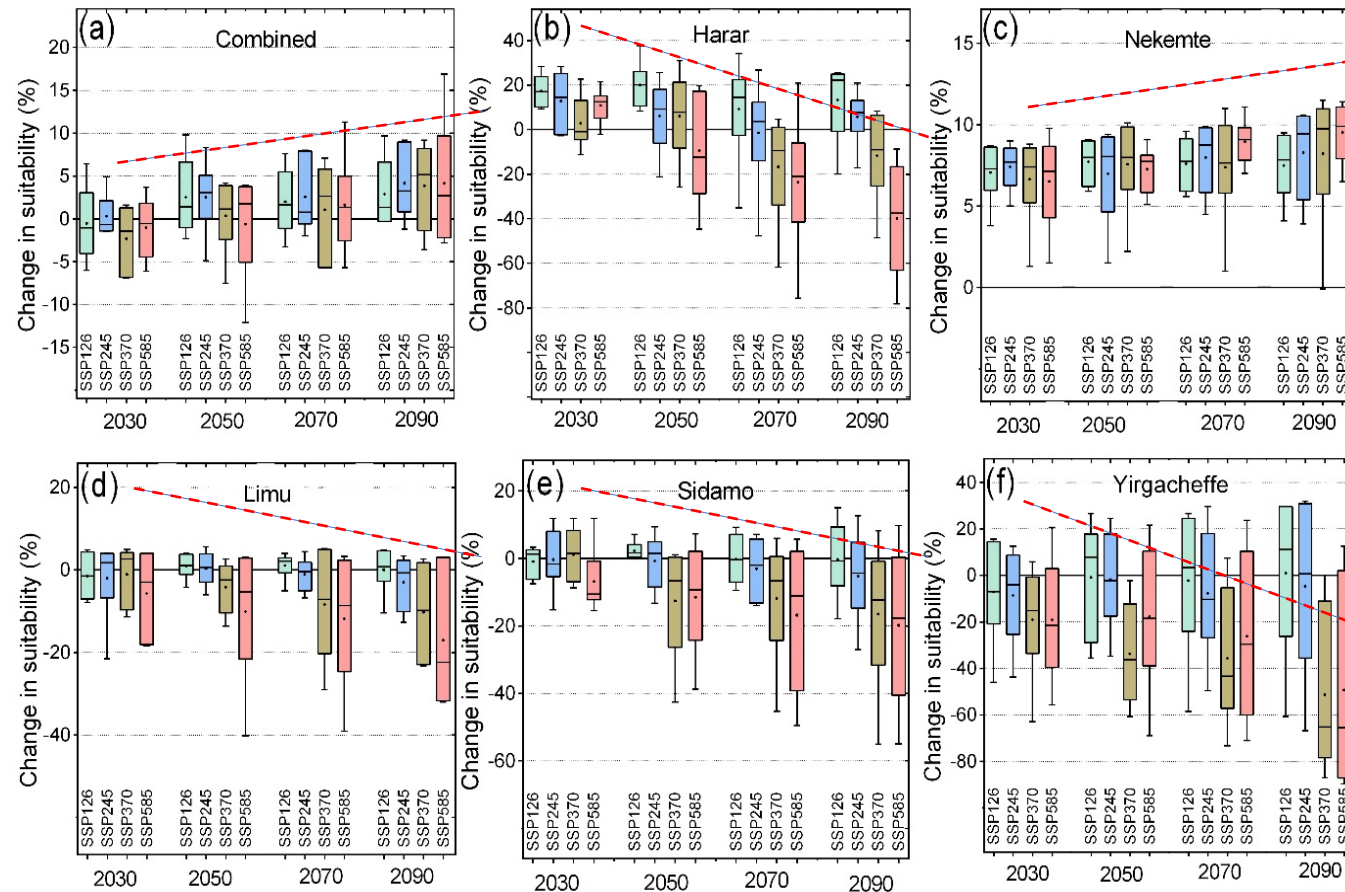 (a) Combined
Change in suitability (%)
20
15
10
5
0
-5
-10
-15
SSP126 SSP245 SSP370 SSP585 SSP126 SSP245 SSP370 SSP585 SSP126 SSP245 SSP370 SSP585 SSP126 SSP245 SSP370 SSP585
2030 2050 2070 2090
(b) Harar
Change in suitability (%)
40
20
0
-20
-40
-60
-80
SSP126 SSP245 SSP370 SSP585 SSP126 SSP245 SSP370 SSP585 SSP126 SSP245 SSP370 SSP585 SSP126 SSP245 SSP370 SSP585
2030 2050 2070 2090
(c) Nekemte
Change in suitability (%)
15
10
5
0
SSP126 SSP245 SSP370 SSP585 SSP126 SSP245 SSP370 SSP585 SSP126 SSP245 SSP370 SSP585 SSP126 SSP245 SSP370 SSP585
2030 2050 2070 2090
(d) Limu
Change in suitability (%)
20
0
-20
-40
SSP126 SSP245 SSP370 SSP585 SSP126 SSP245 SSP370 SSP585 SSP126 SSP245 SSP370 SSP585 SSP126 SSP245 SSP370 SSP585
2030 2050 2070 2090
(e) Sidamo
Change in suitability (%)
20
0
-20
-40
-60
SSP126 SSP245 SSP370 SSP585 SSP126 SSP245 SSP370 SSP585 SSP126 SSP245 SSP370 SSP585 SSP126 SSP245 SSP370 SSP585
2030 2050 2070 2090
(f) Yirgacheffe
Change in suitability (%)
40
20
0
-20
-40
-60
-80
SSP126 SSP245 SSP370 SSP585 SSP126 SSP245 SSP370 SSP585 SSP126 SSP245 SSP370 SSP585 SSP126 SSP245 SSP370 SSP585
2030 2050 2070 2090